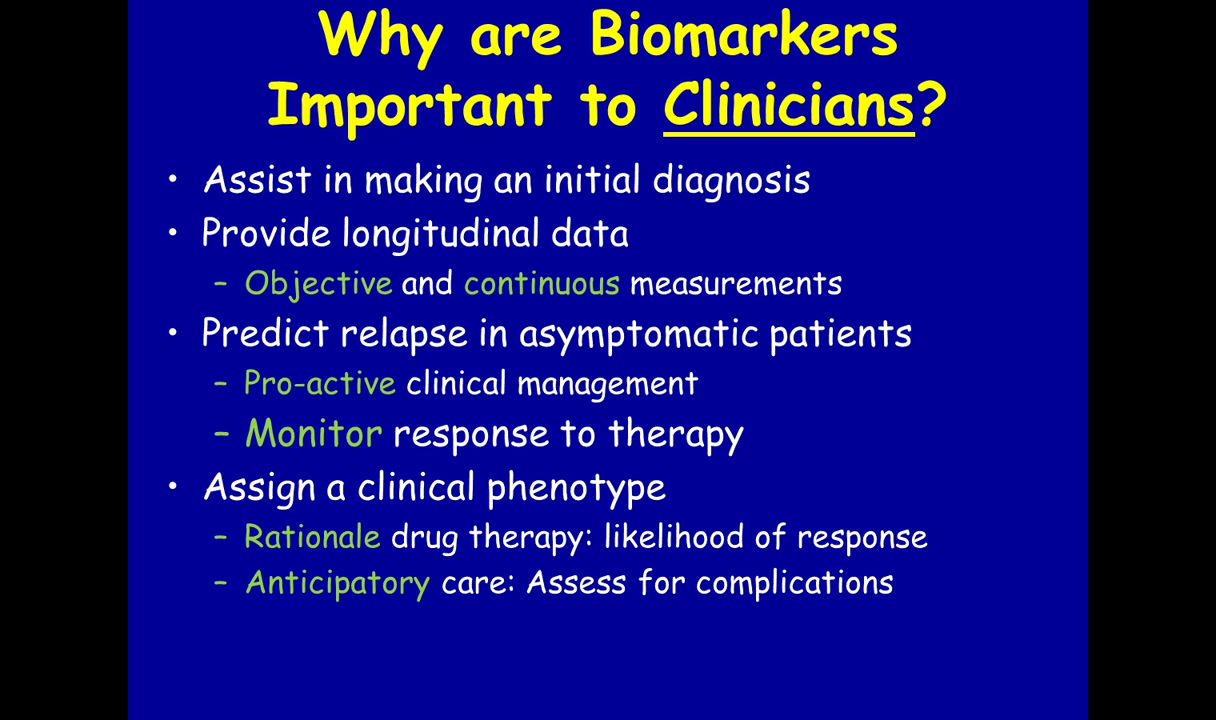 Why are Biomarkers
Important to Clinicians?
• Assist in making an initial diagnosis
• Provide longitudinal data
– Objective and continuous measurements
• Predict relapse in asymptomatic patients
– Pro-active clinical management
– Monitor response to therapy
• Assign a clinical phenotype
– Rationale drug therapy: likelihood of response
– Anticipatory care: Assess for complications